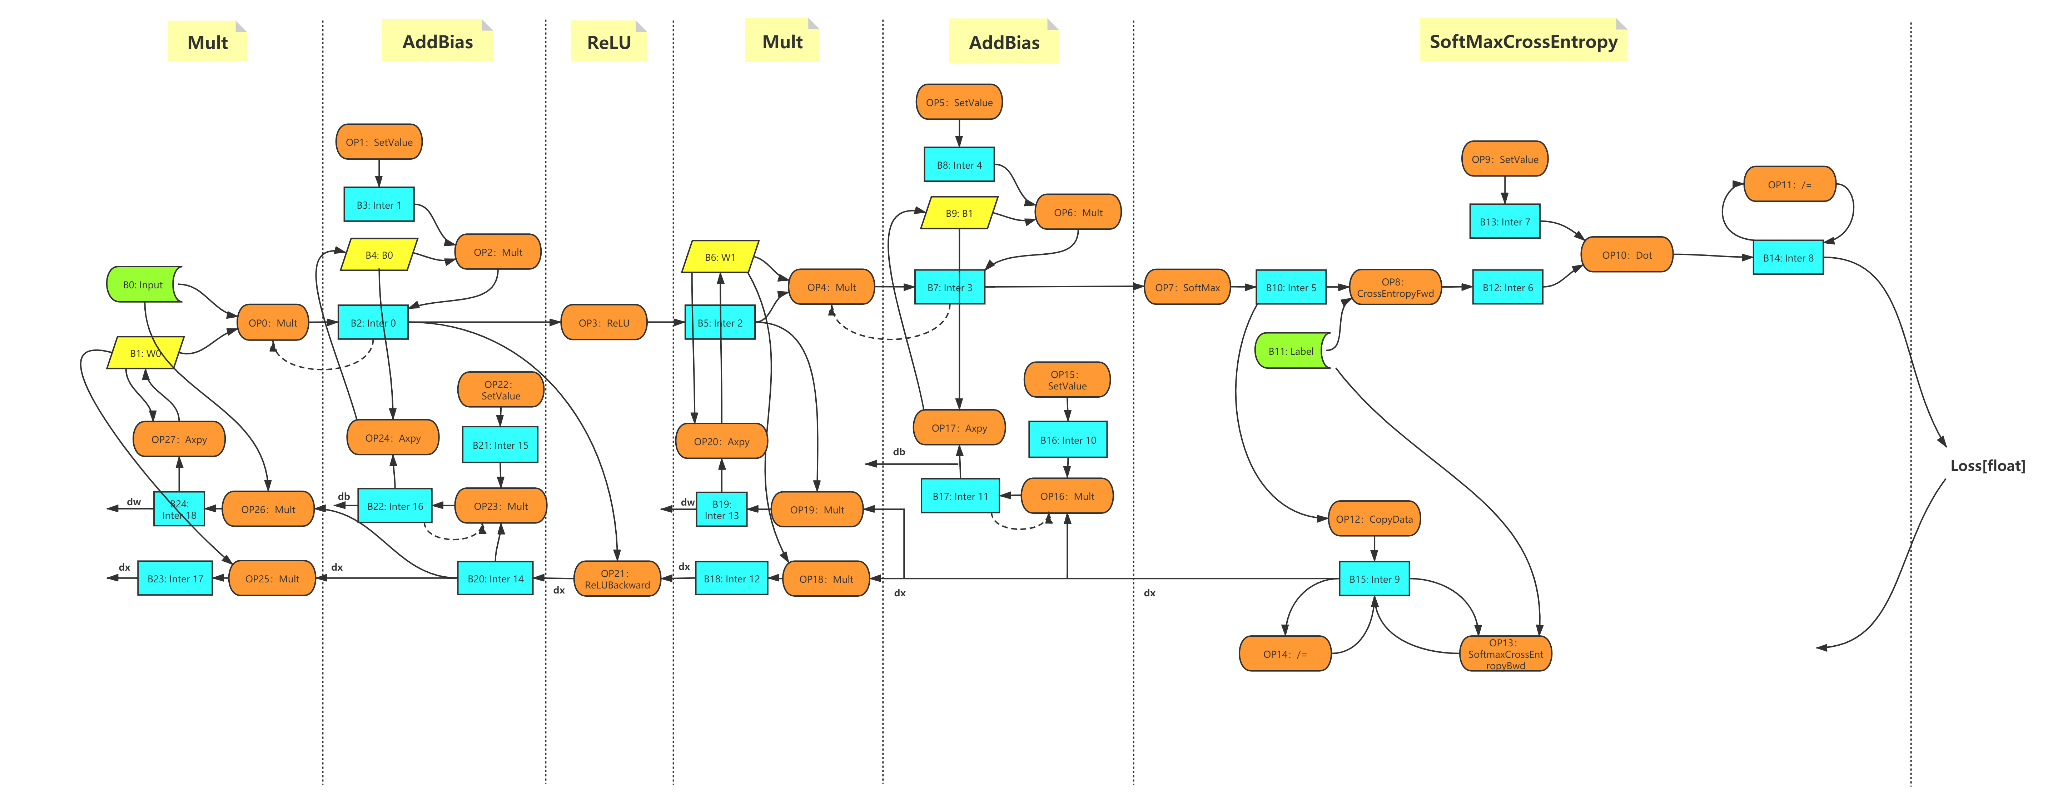 Mult
AddBias
ReLU
Mult
AddBias
SoftMaxCrossEntropy
OP1: SetValue
B3: Inter 1
B4: B0
OP2: Mult
B0: Input
OP0: Mult
B2: Inter 0
B1: W0
OP3: ReLU
B6: W1
B5: Inter 2
OP4: Mult
OP5: SetValue
B8: Inter 4
B9: B1
OP6: Mult
B7: Inter 3
OP7: SoftMax
B10: Inter 5
OP8:
CrossEntropyFwd
B11: Label
B12: Inter 6
OP9: SetValue
B13: Inter 7
OP10: Dot
OP11: /=
B14: Inter 8
Loss[float]
OP27: Axpy
dw
B24:
Inter 18
OP26: Mult
dx
B23: Inter 17
OP25: Mult
dx
OP24: Axpy
db
B22: Inter 16
OP22:
SetValue
B21: Inter 15
OP23: Mult
B20: Inter 14
dx
OP21:
ReLUBackward
OP20: Axpy
dw
B19:
Inter 13
OP19: Mult
dx
B18: Inter 12
OP18: Mult
dx
OP17: Axpy
db
B17: Inter 11
OP15:
SetValue
B16: Inter 10
OP16: Mult
dx
OP12: CopyData
B15: Inter 9
OP14: /=
OP13:
SoftmaxCrossEnt
ropyBwd